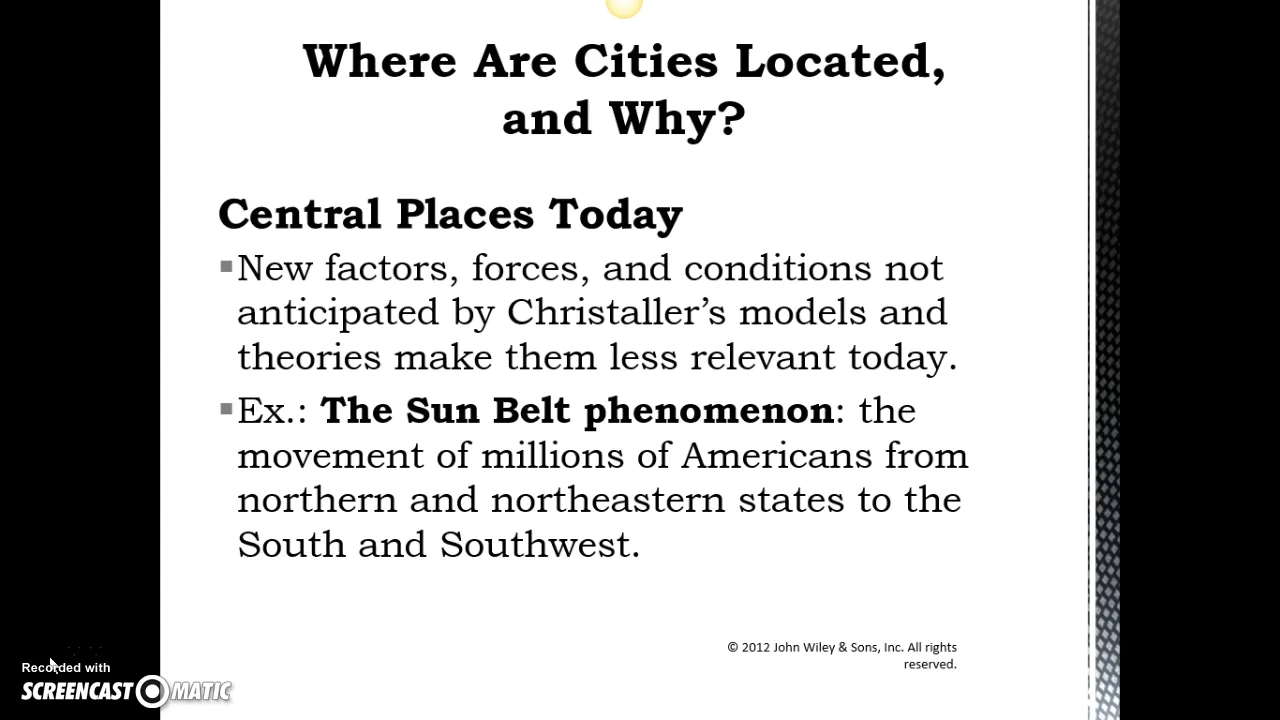 Where Are Cities Located,
and Why?
Central Places Today
▪New factors, forces, and conditions not
anticipated by Christaller’s models and
theories make them less relevant today.
▪Ex.: The Sun Belt phenomenon: the
movement of millions of Americans from
northern and northeastern states to the
South and Southwest.
© 2012 John Wiley & Sons, Inc. All rights
reserved.
Recorded with
SCREENCAST MATIC